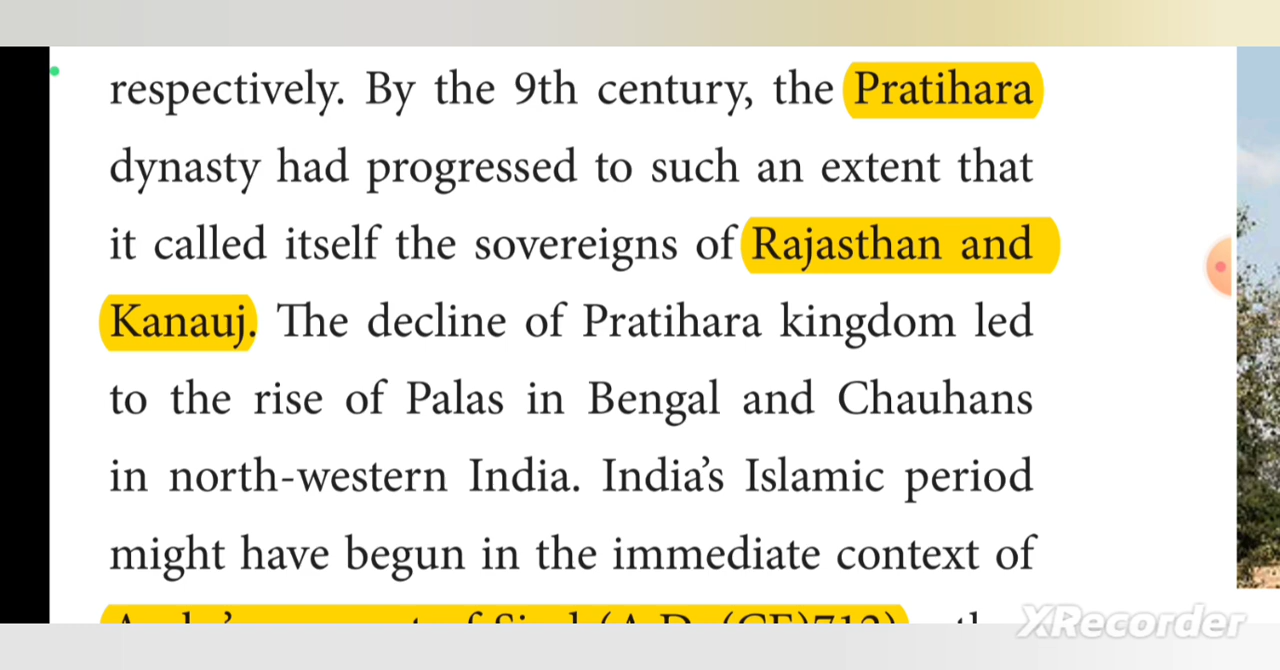 respectively. By the 9th century, the Pratihara
dynasty had progressed to such an extent that
it called itself the sovereigns of Rajasthan and
Kanauj. The decline of Pratihara kingdom led
to the rise of Palas in Bengal and Chauhans
in north-western India. India’s Islamic period
might have begun in the immediate context of
XRecorder